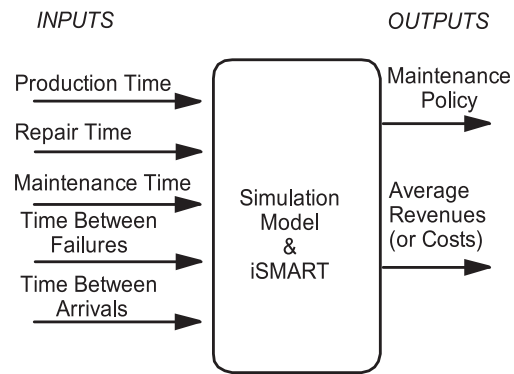 INPUTS
OUTPUTS
Production Time
Repair Time
Maintenance Time
Time Between
Failures
Time Between
Arrivals
Simulation
Model
&
iSMART
Maintenance
Policy
Average
Revenues
(or Costs)